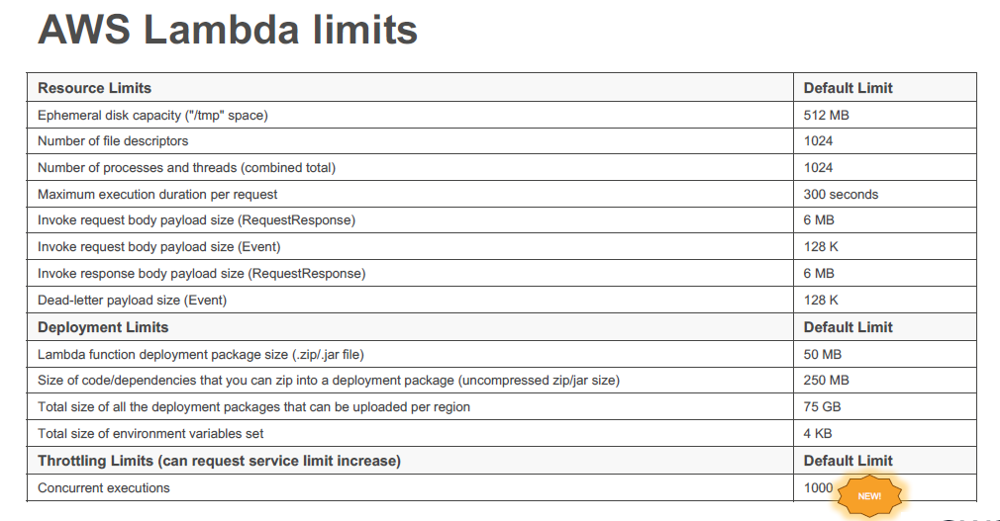 AWS Lambda limits
Resource Limits Default Limit
Ephemeral disk capacity ("/tmp" space) 512 MB
Number of file descriptors 1024
Number of processes and threads (combined total) 1024
Maximum execution duration per request 300 seconds
Invoke request body payload size (RequestResponse) 6 MB
Invoke request body payload size (Event) 128 K
Invoke response body payload size (RequestResponse) 6 MB
Dead-letter payload size (Event) 128 K
Deployment Limits Default Limit
Lambda function deployment package size (.zip/.jar file) 50 MB
Size of code/dependencies that you can zip into a deployment package (uncompressed zip/jar size) 250 MB
Total size of all the deployment packages that can be uploaded per region 75 GB
Total size of environment variables set 4 KB
Throttling Limits (can request service limit increase) Default Limit
Concurrent executions 1000 NEW!